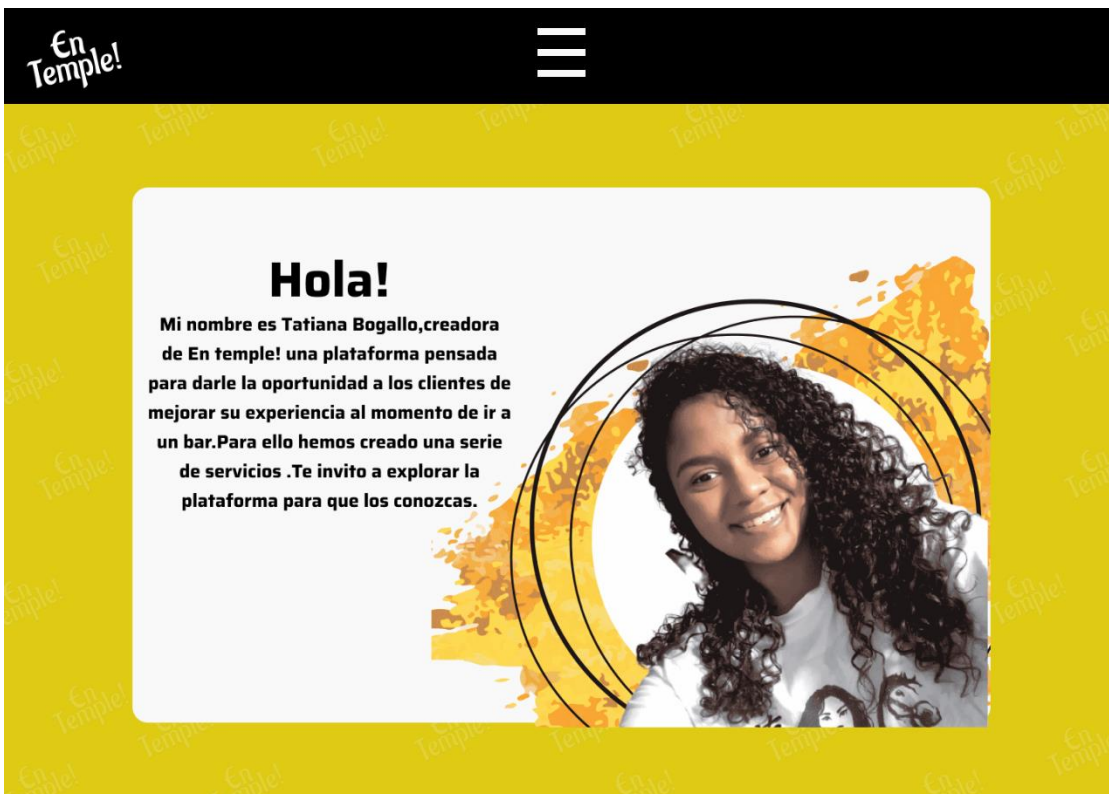 En
Temple!
Hola!
Mi nombre es Tatiana Bogallo,creadora
de En temple! una plataforma pensada
para darle la oportunidad a los clientes de
mejorar su experiencia al momento de ir a
un bar.Para ello hemos creado una serie
de servicios .Te invito a explorar la
plataforma para que los conozcas.